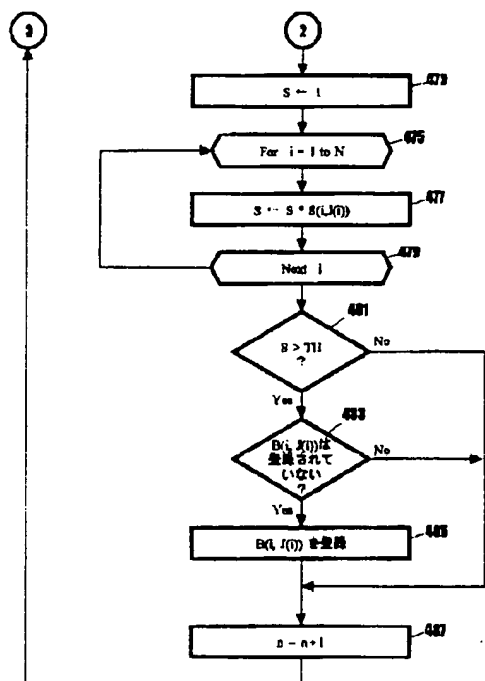 3
2
S ← 1
473
For i = 1 to N
475
S ← S * S(i,J(i))
477
Next i
479
481
S > TH
?
No
Yes
483
B(i, J(i))は
登録されて
いない
?
No
Yes
B(i, J(i)) を登録
485
n = n+1
487